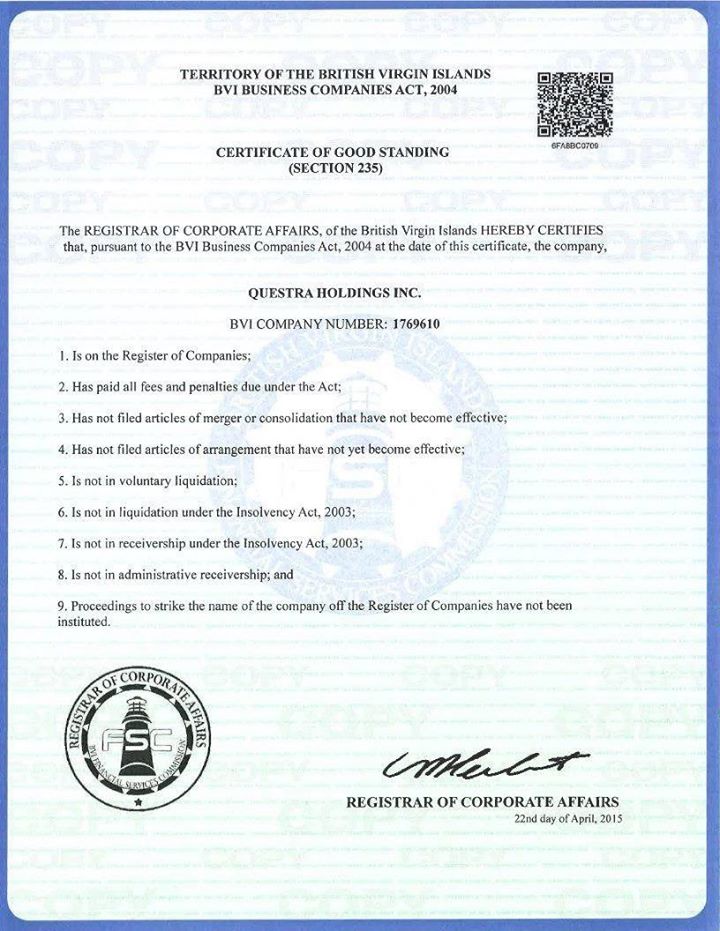 TERRITORY OF THE BRITISH VIRGIN ISLANDS
BVI BUSINESS COMPANIES ACT, 2004
6FA8BC0709
CERTIFICATE OF GOOD STANDING
(SECTION 235)
The REGISTRAR OF CORPORATE AFFAIRS, of the British Virgin Islands HEREBY CERTIFIES
that, pursuant to the BVI Business Companies Act, 2004 at the date of this certificate, the company,
QUESTRA HOLDINGS INC.
BVI COMPANY NUMBER: 1769610
1. Is on the Register of Companies;
2. Has paid all fees and penalties due under the Act;
3. Has not filed articles of merger or consolidation that have not become effective;
4. Has not filed articles of arrangement that have not yet become effective;
5. Is not in voluntary liquidation;
6. Is not in liquidation under the Insolvency Act, 2003;
7. Is not in receivership under the Insolvency Act, 2003;
8. Is not in administrative receivership; and
9. Proceedings to strike the name of the company off the Register of Companies have not been
instituted.
REGISTRAR OF CORPORATE AFFAIRS
FSC
BVI FINANCIAL SERVICES COMMISSION
REGISTRAR OF CORPORATE AFFAIRS
22nd day of April, 2015
COPY